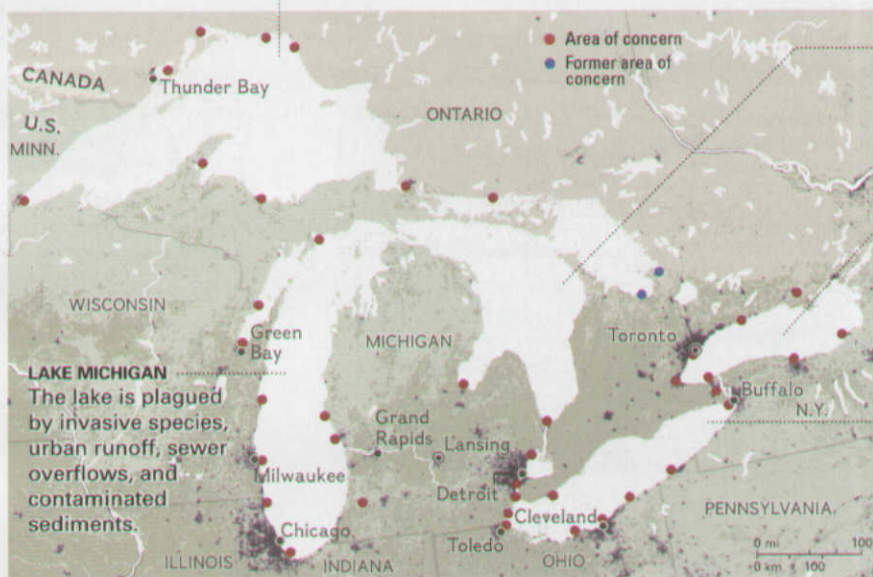 Area of concern
Former area of
concern
CANADA
Thunder Bay
ONTARIO
U.S.
MINN.
WISCONSIN
Green
Bay
MICHIGAN
Toronto
LAKE MICHIGAN
The lake is plagued
by invasive species,
urban runoff, sewer
overflows, and
contaminated
sediments.
Grand
Rapids
Lansing
Buffalo
N.Y.
Milwaukee
Detroit
Chicago
Cleveland
PENNSYLVANIA
Toledo
ILLINOIS
INDIANA
OHIO
0 mi 100
0 km 100